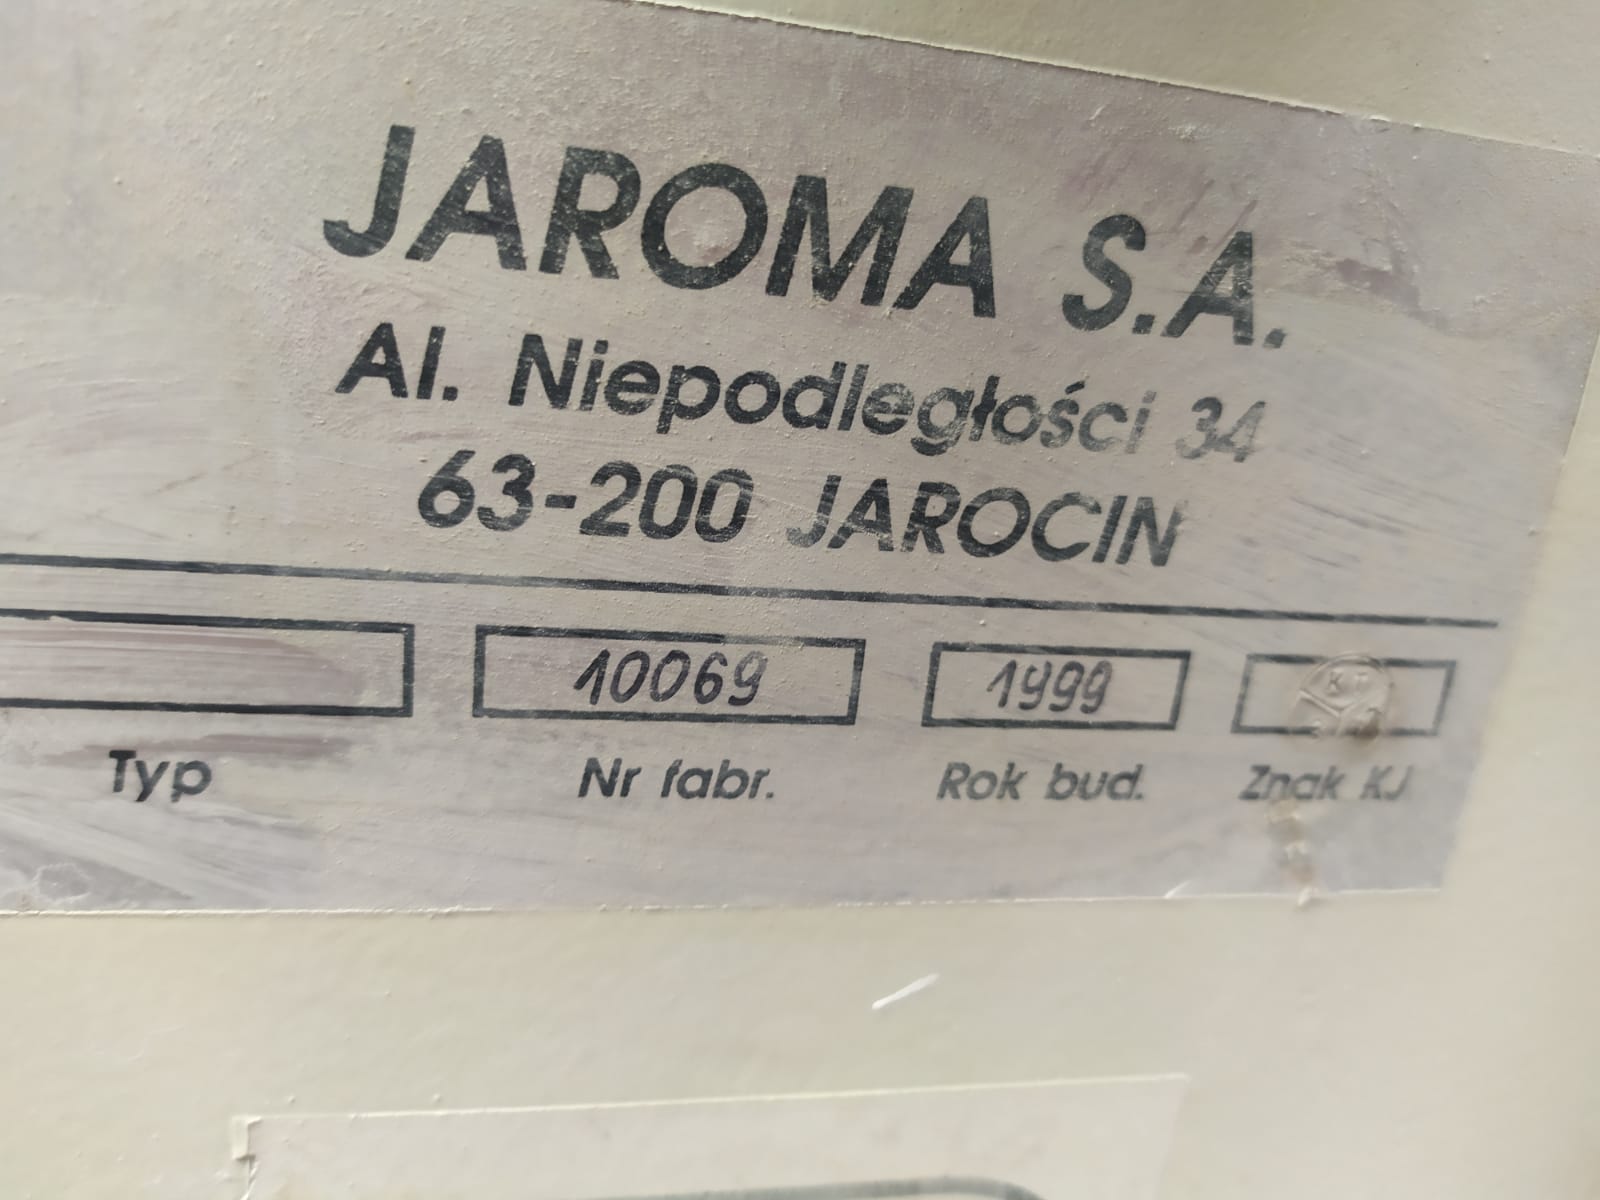 JAROMA S.A.
Al. Niepodległości 34
63-200 JAROCIN
10069 1999
Typ Nr fabr. Rok bud. Znak KJ